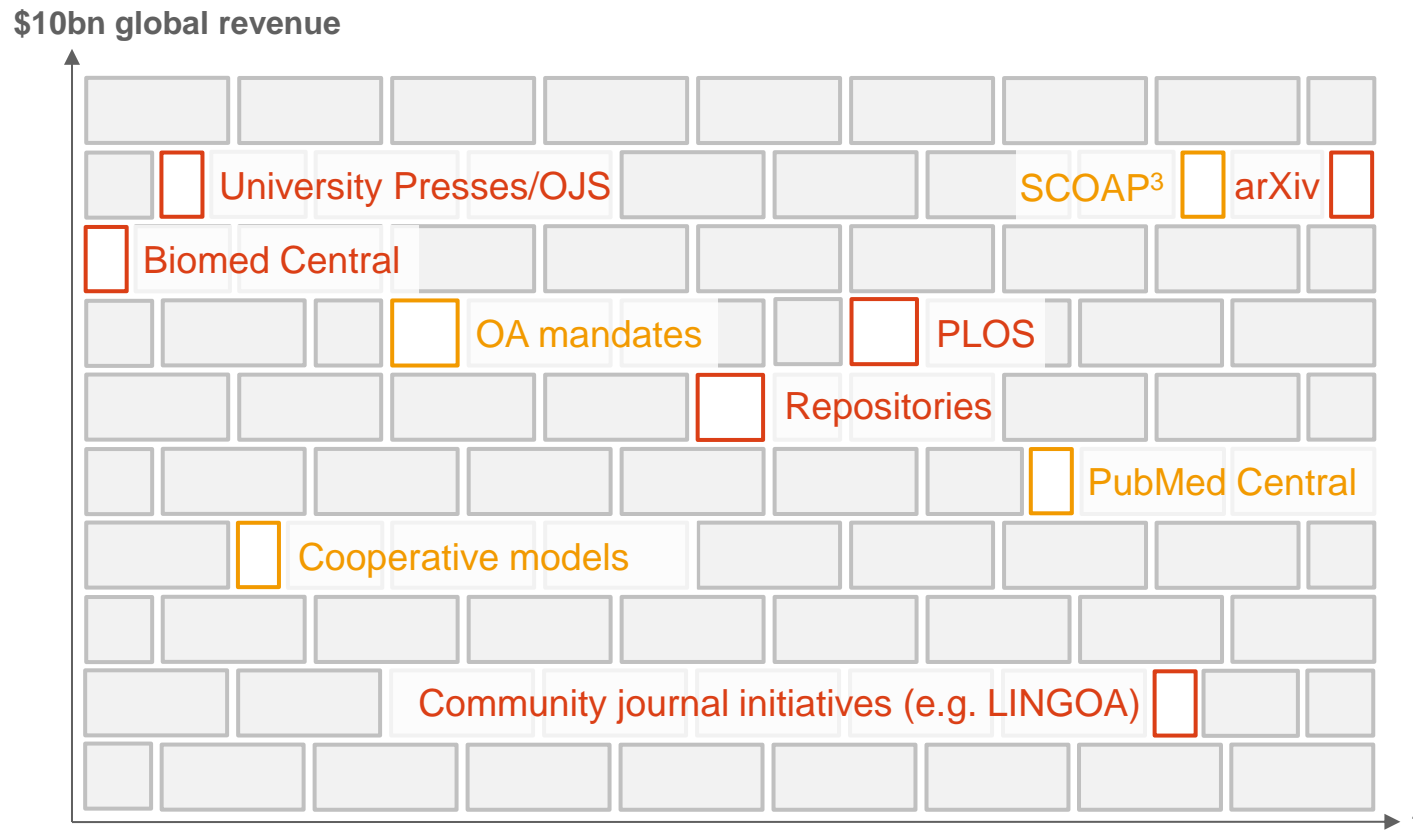 $10bn global revenue
University Presses/OJS
SCOAP³
arXiv
Biomed Central
OA mandates
PLOS
Repositories
PubMed Central
Cooperative models
Community journal initiatives (e.g. LINGOA)